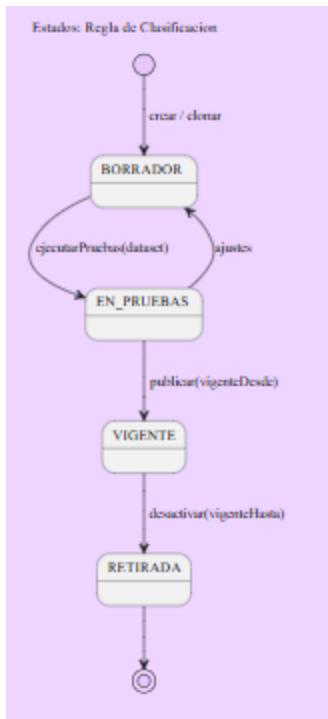 Estados: Regla de Clasificacion
crear / clonar
BORRADOR
ejecutarPruebas(dataset)
ajustes
EN_PRUEBAS
publicar(vigenteDesde)
VIGENTE
desactivar(vigenteHasta)
RETIRADA